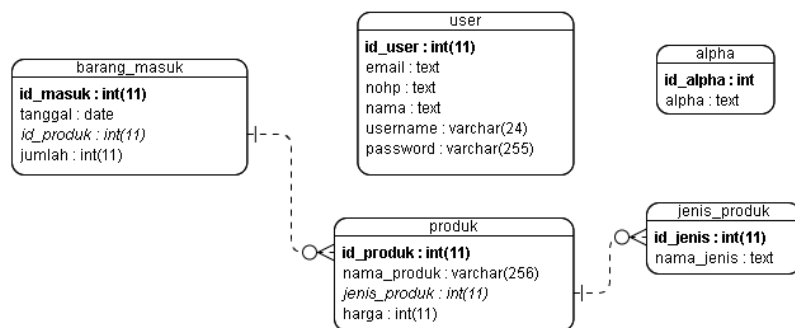 barang_masuk
id_masuk : int(11)
tanggal : date
id_produk : int(11)
jumlah : int(11)
user
id_user : int(11)
email : text
nohp : text
nama : text
username : varchar(24)
password : varchar(255)
alpha
id_alpha : int
alpha : text
produk
id_produk : int(11)
nama_produk : varchar(256)
jenis_produk : int(11)
harga : int(11)
jenis_produk
id_jenis : int(11)
nama_jenis : text